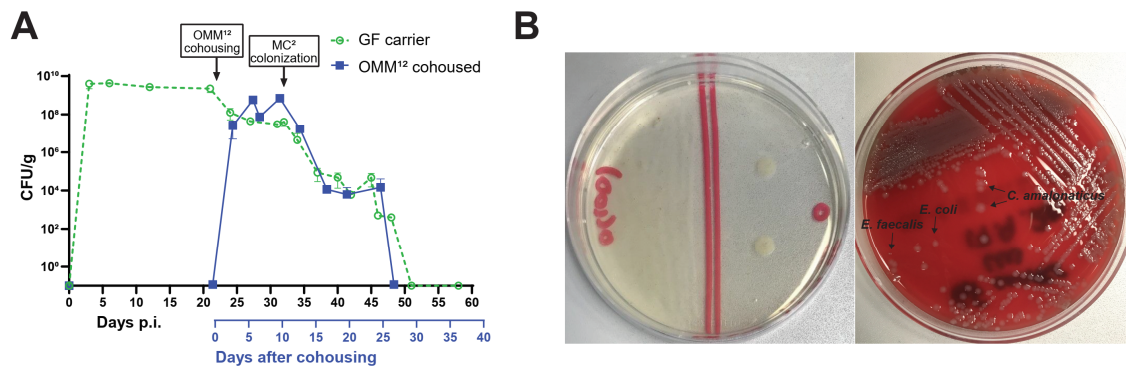 A
OMM¹²
cohousing
MC²
colonization
GF carrier
OMM¹² cohoused
CFU/g
10¹⁰
10⁸
10⁶
10⁴
10²
10⁰
0 5 10 15 20 25 30 35 40 45 50 55 60
Days p.i.
0 5 10 15 20 25 30 35 40
Days after cohousing
B
C. amalonaticus
E. coli
E. faecalis